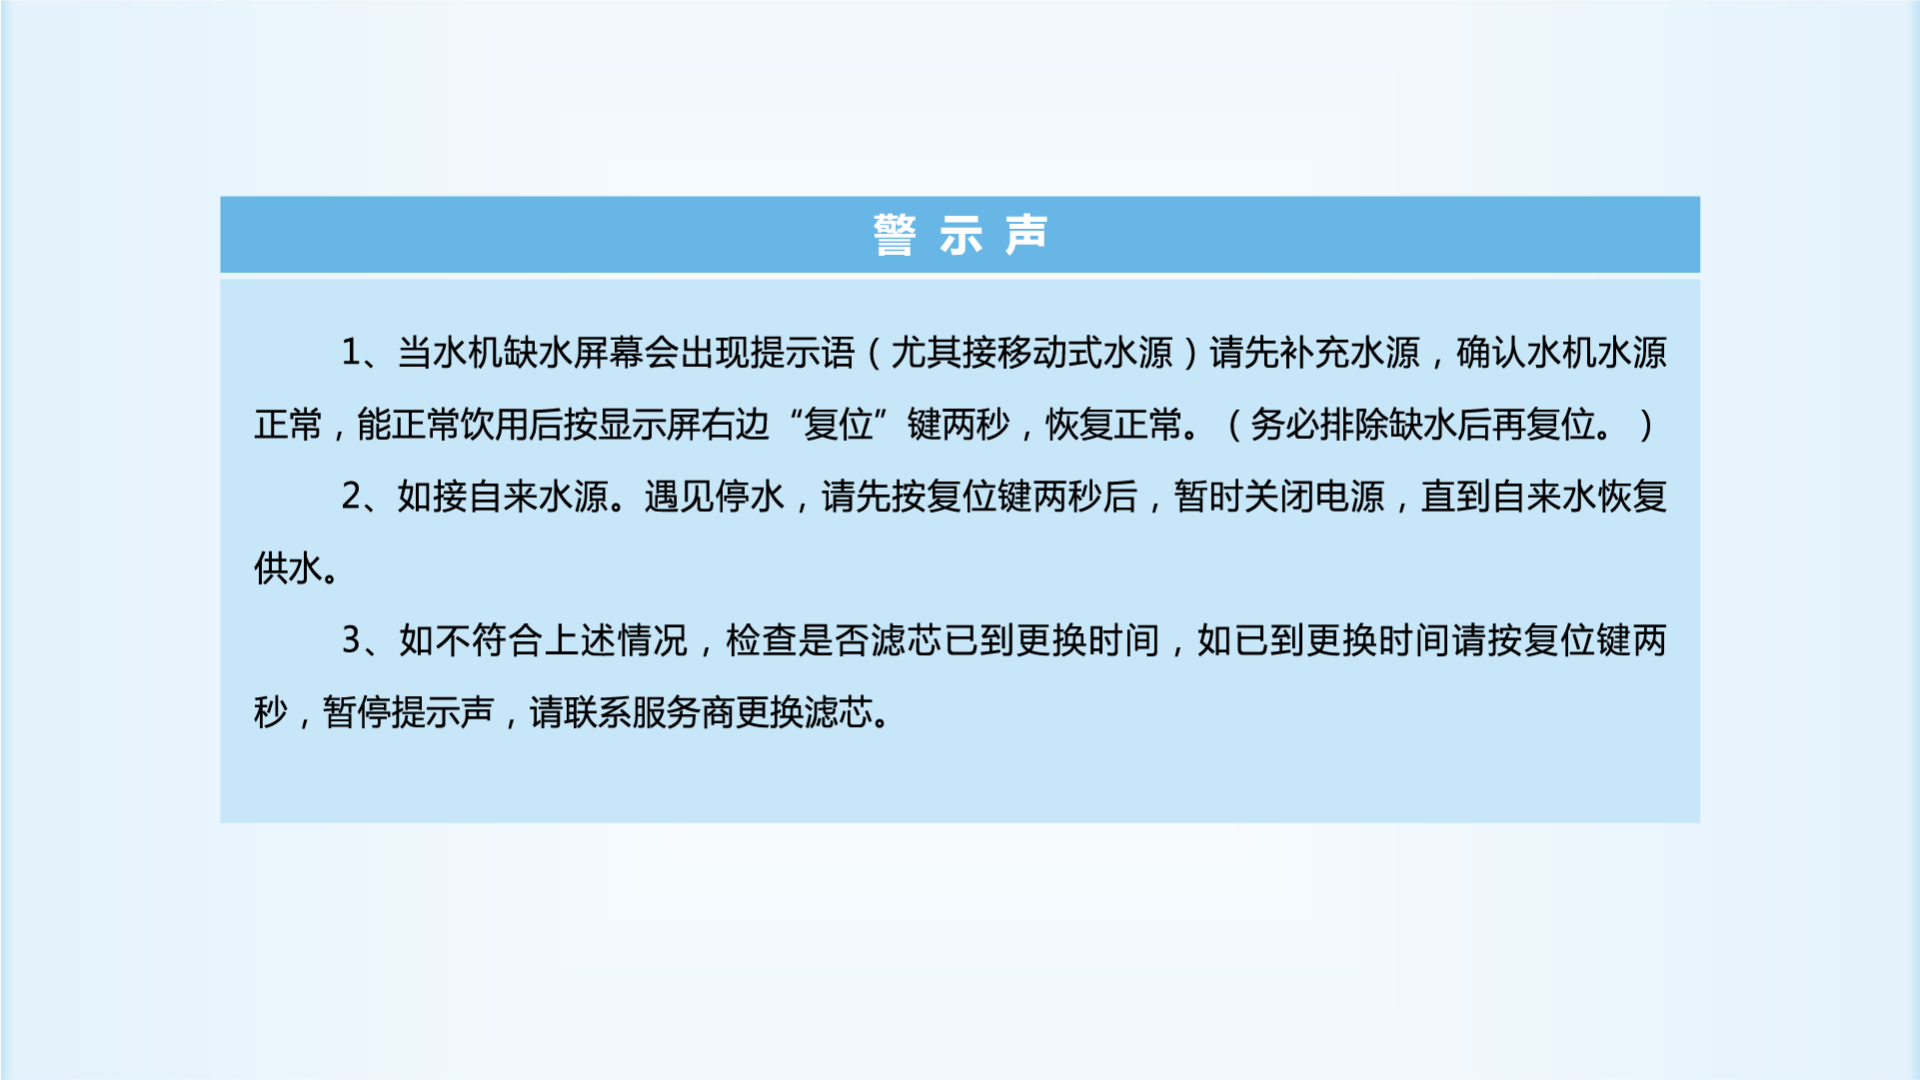 警示声
1、当水机缺水屏幕会出现提示语（尤其接移动式水源）请先补充水源，确认水机水源
正常，能正常饮用后按显示屏右边“复位”键两秒，恢复正常。（务必排除缺水后再复位。）
2、如接自来水源。遇见停水，请先按复位键两秒后，暂时关闭电源，直到自来水恢复
供水。
3、如不符合上述情况，检查是否滤芯已到更换时间，如已到更换时间请按复位键两
秒，暂停提示声，请联系服务商更换滤芯。